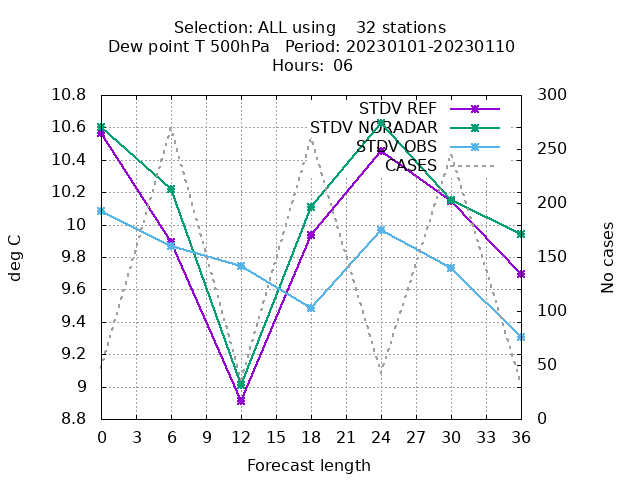 Selection: ALL using    32 stations
Dew point T 500hPa   Period: 20230101-20230110
Hours:  06
STDV REF
STDV NORADAR
STDV OBS
CASES
10.8
10.6
10.4
10.2
10
9.8
9.6
9.4
9.2
9
8.8
deg C
300
250
200
150
100
50
0
No cases
0 3 6 9 12 15 18 21 24 27 30 33 36
Forecast length